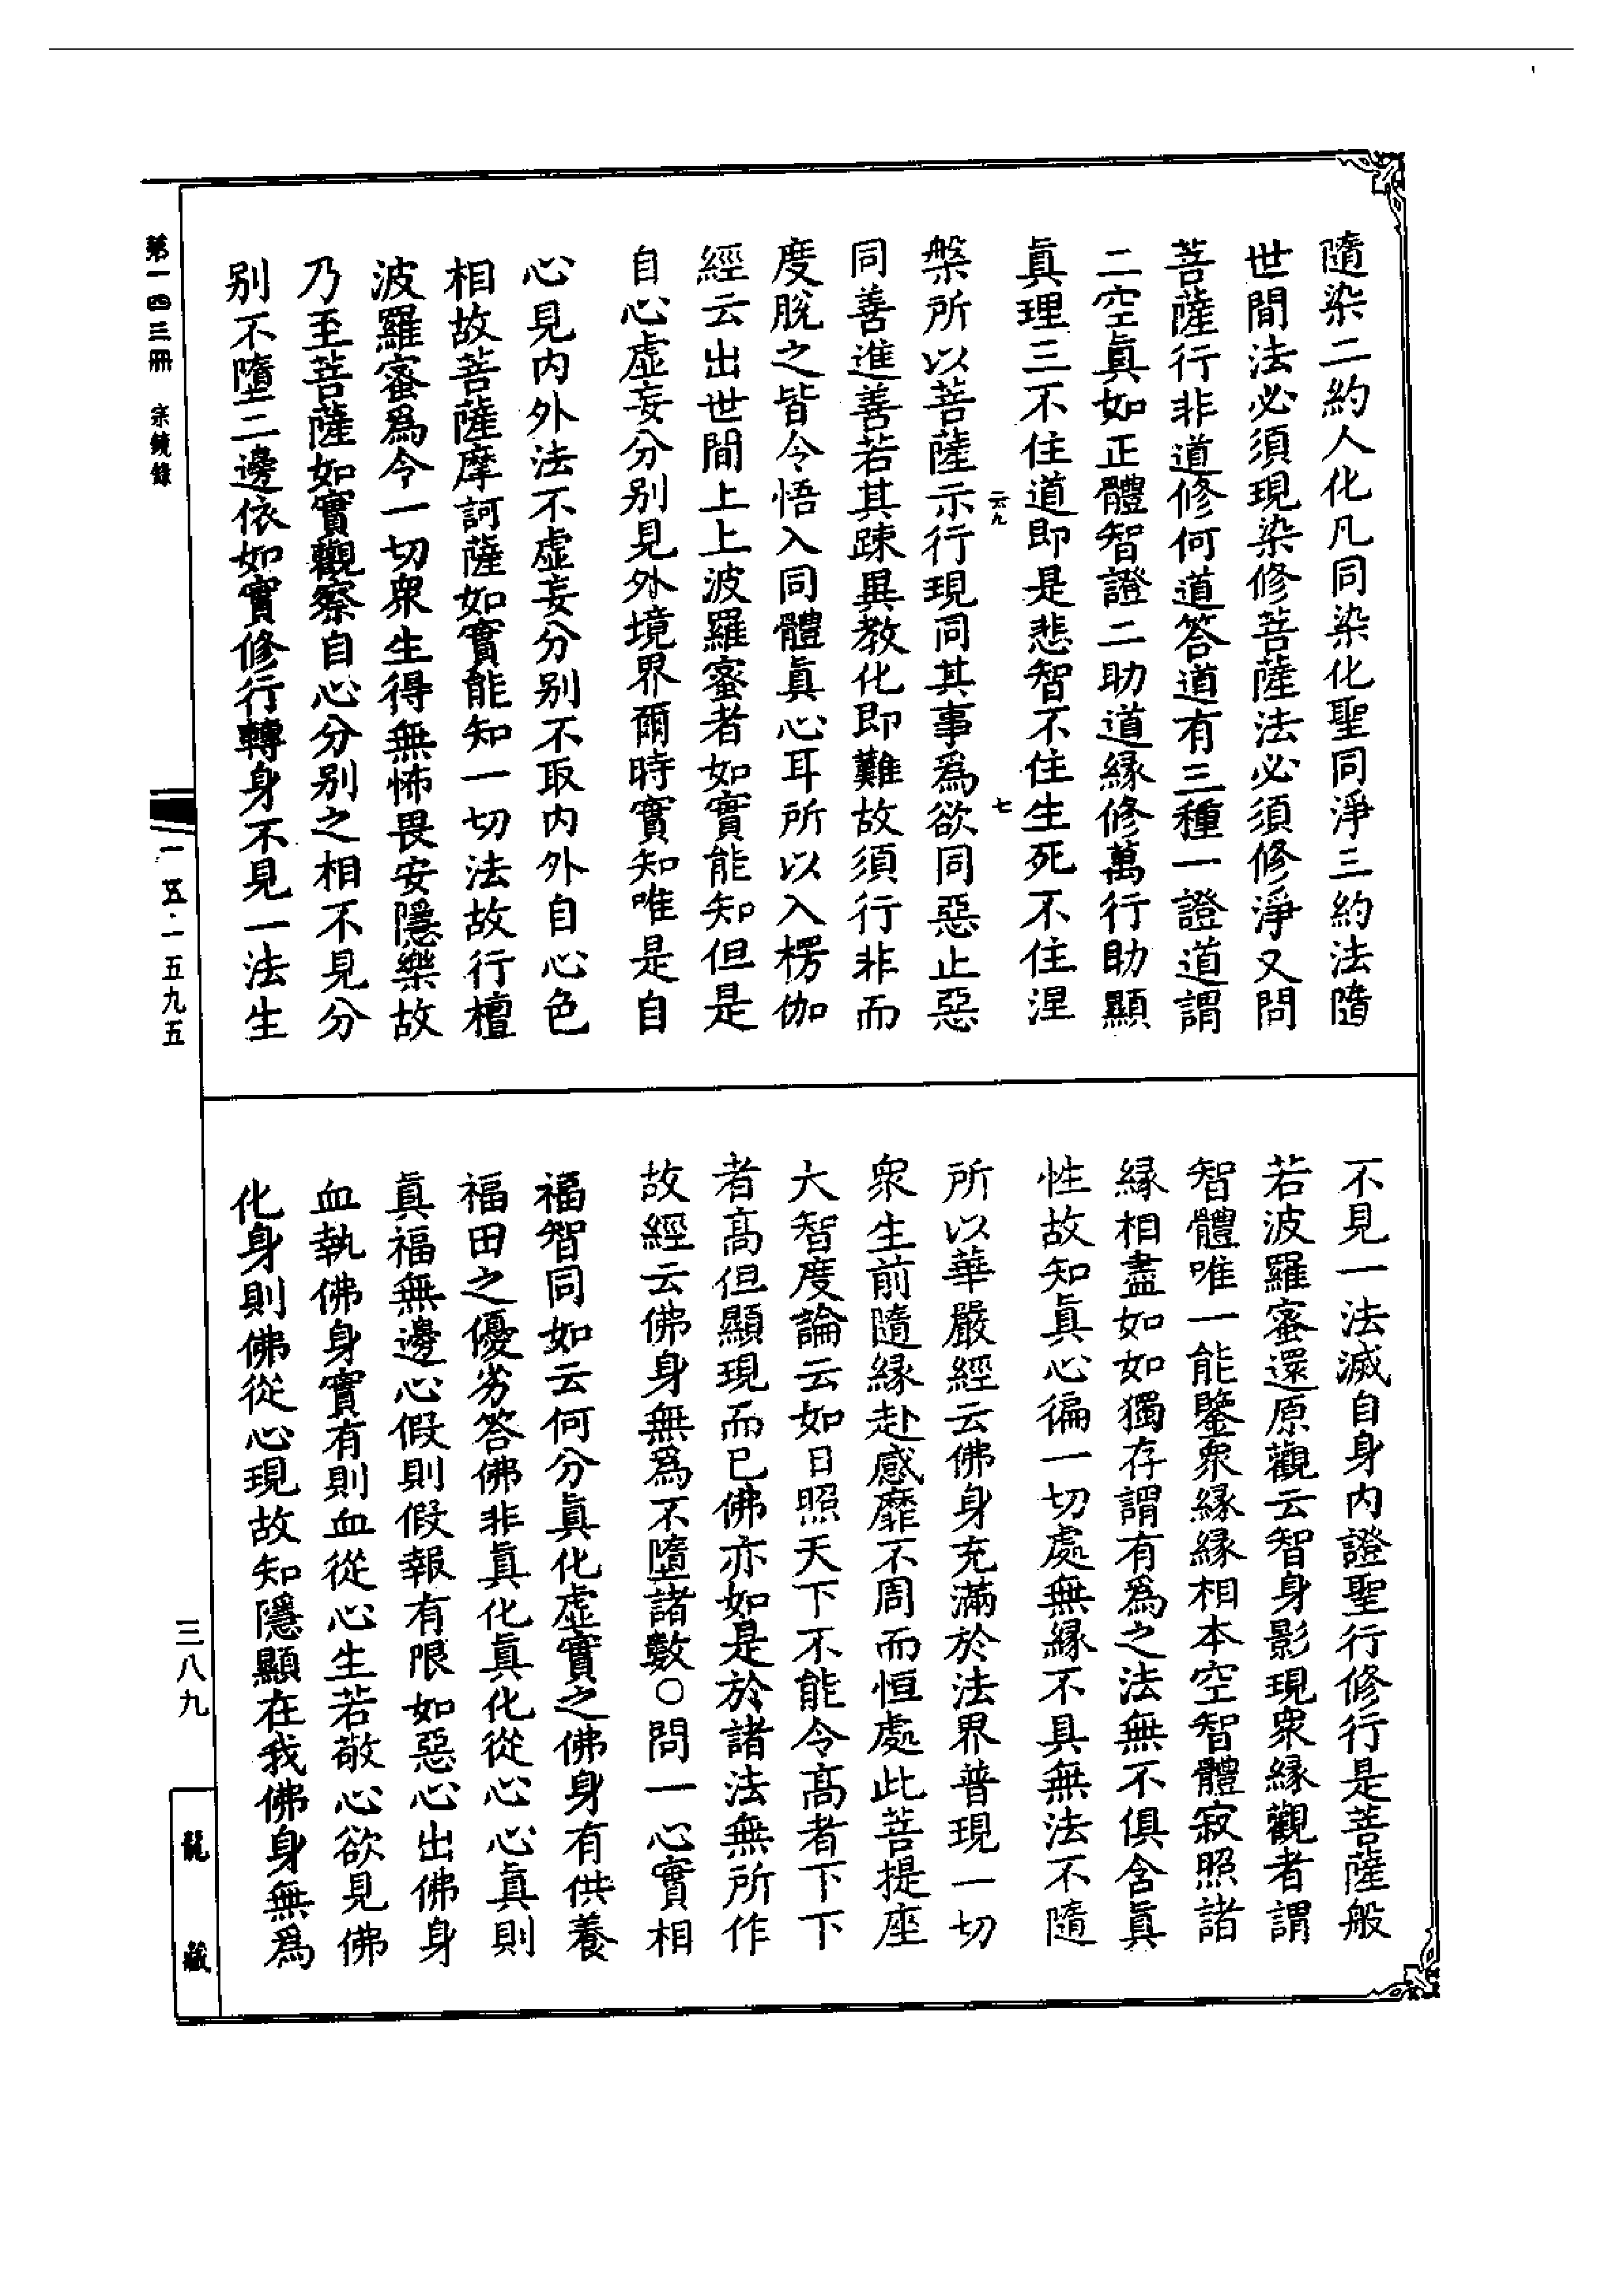 隨染二約人化凡同染化聖同淨三約法隨
世間法必須現染修菩薩法必須修淨又問
菩薩行非道修何道答道有三種一證道謂
二空眞如正體智證二助道緣修萬行助顯
眞理三不住道即是悲智不住生死不住涅
二六九 七
槃所以菩薩示行現同其事爲欲同惡止惡
同善進善若其踈異教化即難故須行非而
度脫之皆令悟入同體眞心耳所以入楞伽
經云出世間上上波羅蜜者如實能知但是
自心虛妄分別見外境界爾時實知唯是自
心見內外法不虛妄分別不取內外自心色
相故菩薩摩訶薩如實能知一切法故行檀
波羅蜜爲令一切衆生得無怖畏安隱樂故
乃至菩薩如實觀察自心分別之相不見分
別不墮二邊依如實修行轉身不見一法生
不見一法滅自身內證聖行修行是菩薩般
若波羅蜜還原觀云智身影現衆緣觀者謂
智體唯一能鑒衆緣緣相本空智體寂照諸
緣相盡如如獨存謂有爲之法無不俱含眞
性故知眞心徧一切處無緣不具無法不隨
所以華嚴經云佛身充滿於法界普現一切
衆生前隨緣赴感靡不周而恒處此菩提座
大智度論云如日照天下不能令高者下下
者高但顯現而已佛亦如是於諸法無所作
故經云佛身無爲不墮諸數○問一心實相
福智同如云何分眞化虛實之佛身有供養
福田之優劣答佛非眞化眞化從心心眞則
眞福無邊心假則假報有限如惡心出佛身
血執佛身實有則血從心生若敬心欲見佛
化身則佛從心現故知隱顯在我佛身無爲
第一四三冊 宗鏡錄
一一五·一五九五
三八九
龍藏